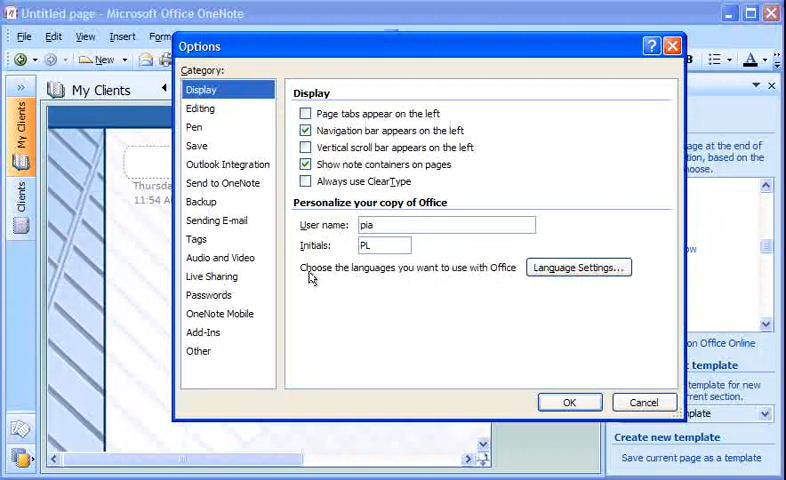 Untitled page - Microsoft Office OneNote
File Edit View Insert
New
My Clients
My Clients
Clients
Thursda
11:54 A
Options
Category:
Display
Editing
Pen
Save
Outlook Integration
Send to OneNote
Backup
Sending E-mail
Tags
Audio and Video
Live Sharing
Passwords
OneNote Mobile
Add-Ins
Other
Display
Page tabs appear on the left
Navigation bar appears on the left
Vertical scroll bar appears on the left
Show note containers on pages
Always use ClearType
Personalize your copy of Office
User name: pia
Initials: PL
Choose the languages you want to use with Office Language Settings...
OK Cancel
B
age at the end of
tion, based on the
hoose.
ow
on Office Online
t template
template for new
current section.
mplate
Create new template
Save current page as a template